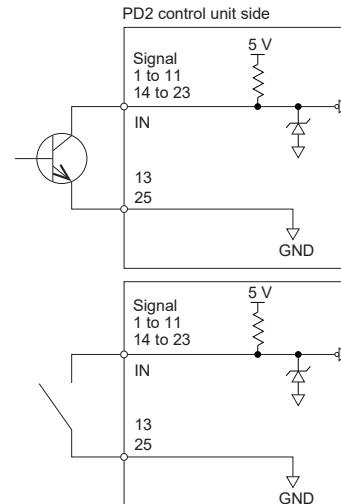 PD2 control unit side
5 V
Signal
1 to 11
14 to 23
IN
13
25
GND
5 V
Signal
1 to 11
14 to 23
IN
13
25
GND